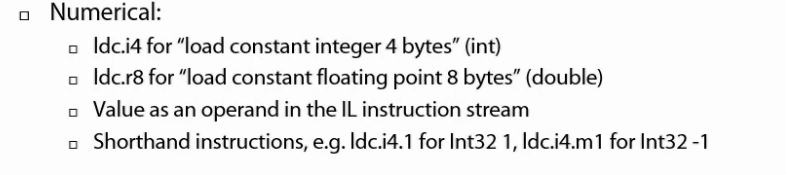 Numerical:
ldc.i4 for “load constant integer 4 bytes” (int)
ldc.r8 for “load constant floating point 8 bytes” (double)
Value as an operand in the IL instruction stream
Shorthand instructions, e.g. ldc.i4.1 for Int32 1, ldc.i4.m1 for Int32 -1